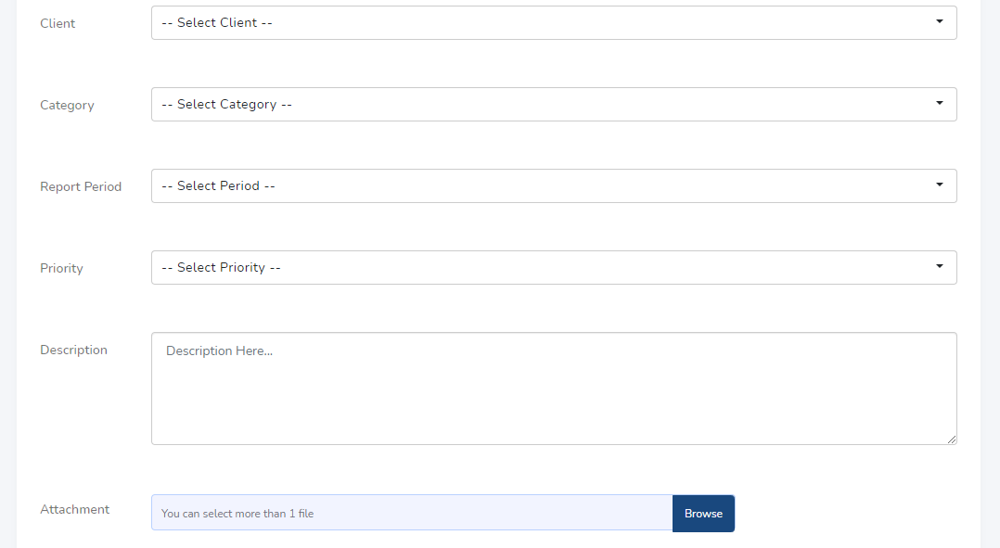 Client
-- Select Client --
Category
-- Select Category --
Report Period
-- Select Period --
Priority
-- Select Priority --
Description
Description Here...
Attachment
You can select more than 1 file
Browse